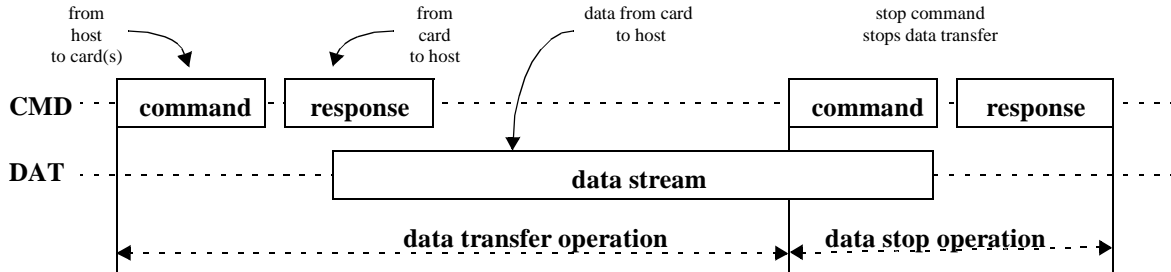 from
host
to card(s)
from
card
to host
data from card
to host
stop command
stops data transfer
CMD
command
response
command
response
DAT
data stream
data transfer operation
data stop operation